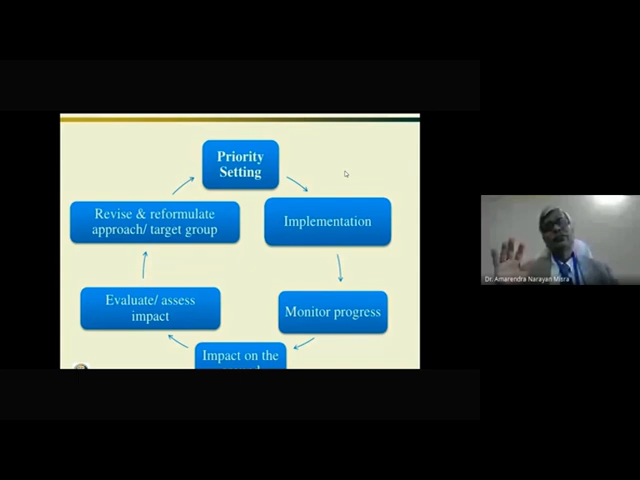 Priority
Setting
Implementation
Monitor progress
Impact on the
Evaluate/ assess
impact
Revise & reformulate
approach/ target group
Dr. Amarendra Narayan Misra